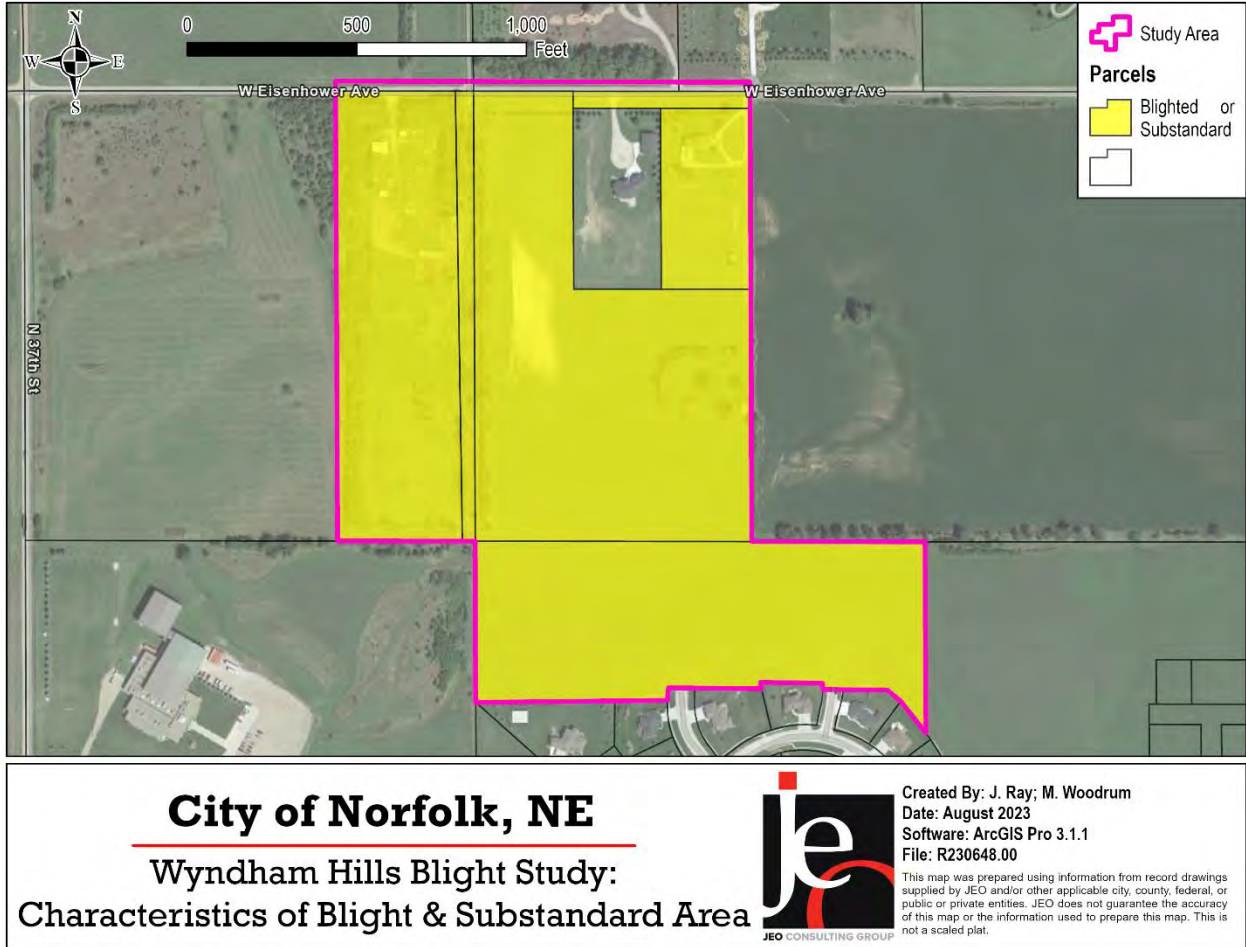 N
W E
S
0 500 1,000
Feet
W Eisenhower Ave W Eisenhower Ave
N 37th St
Study Area
Parcels
Blighted or
Substandard
City of Norfolk, NE
Wyndham Hills Blight Study:
Characteristics of Blight & Substandard Area
jeo
JEO CONSULTING GROUP
Created By: J. Ray; M. Woodrum
Date: August 2023
Software: ArcGIS Pro 3.1.1
File: R230648.00
This map was prepared using information from record drawings
supplied by JEO and/or other applicable city, county, federal, or
public or private entities. JEO does not guarantee the accuracy
of this map or the information used to prepare this map. This is
not a scaled plat.